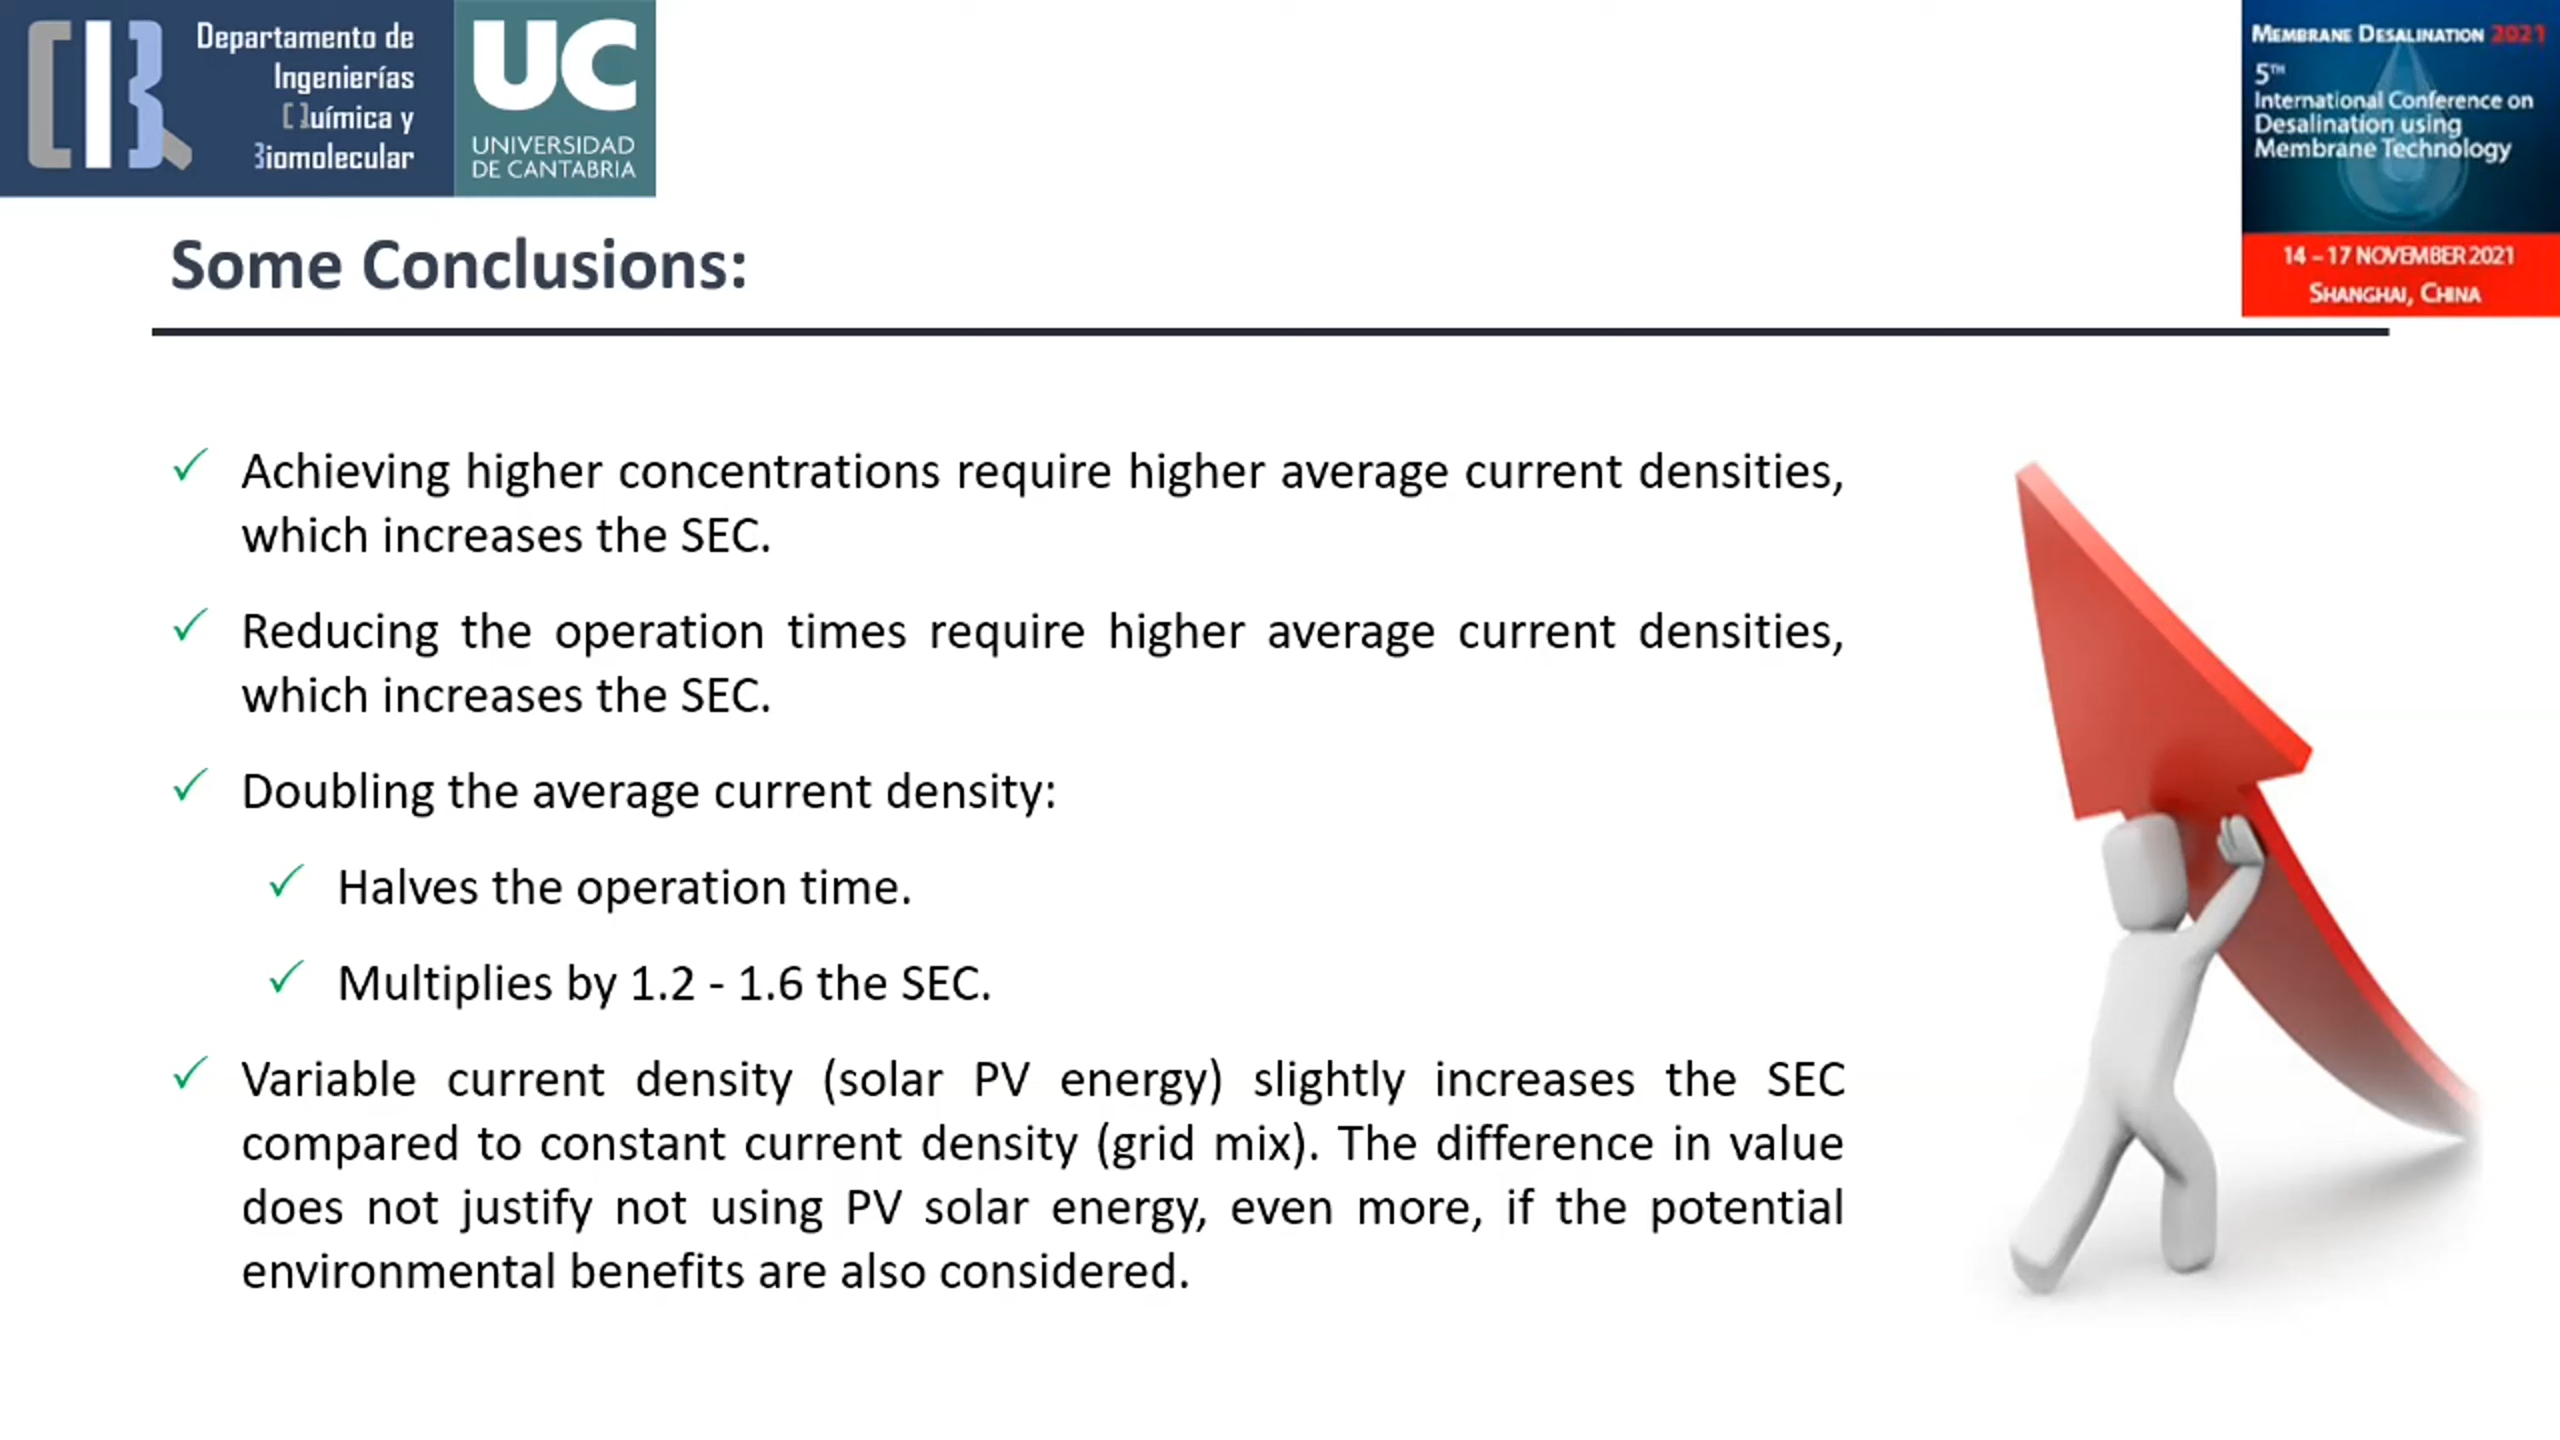 Departamento de
Ingenierías
Química y
Biomolecular
UC
UNIVERSIDAD
DE CANTABRIA
MEMBRANE DESALINATION 2021
5TH
International Conference on
Desalination using
Membrane Technology
14 – 17 NOVEMBER 2021
SHANGHAI, CHINA
Some Conclusions:
✓ Achieving higher concentrations require higher average current densities,
which increases the SEC.
✓ Reducing the operation times require higher average current densities,
which increases the SEC.
✓ Doubling the average current density:
✓ Halves the operation time.
✓ Multiplies by 1.2 - 1.6 the SEC.
✓ Variable current density (solar PV energy) slightly increases the SEC
compared to constant current density (grid mix). The difference in value
does not justify not using PV solar energy, even more, if the potential
environmental benefits are also considered.